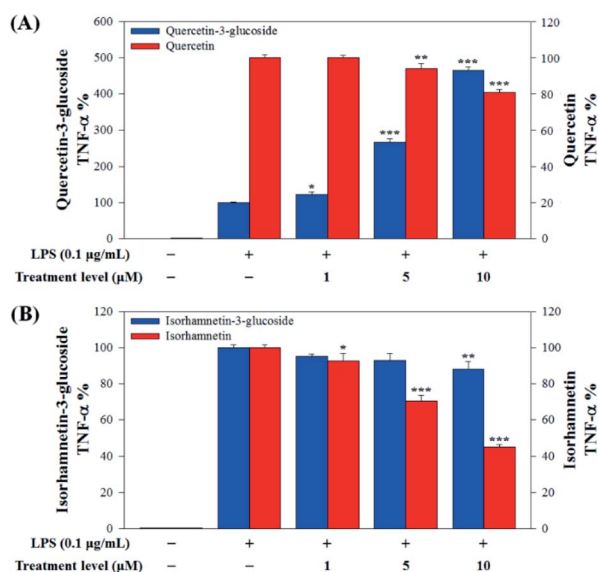 (A)
Quercetin-3-glucoside
Quercetin
Quercetin-3-glucoside
TNF-α %
600
500
400
300
200
100
0
120
100
80
60
40
20
0
Quercetin
TNF-α %
* *** ** *** ***
LPS (0.1 µg/mL) – + + + +
Treatment level (µM) – – 1 5 10
(B)
Isorhamnetin-3-glucoside
Isorhamnetin
Isorhamnetin-3-glucoside
TNF-α %
120
100
80
60
40
20
0
120
100
80
60
40
20
0
Isorhamnetin
TNF-α %
* *** ** ***
LPS (0.1 µg/mL) – + + + +
Treatment level (µM) – – 1 5 10